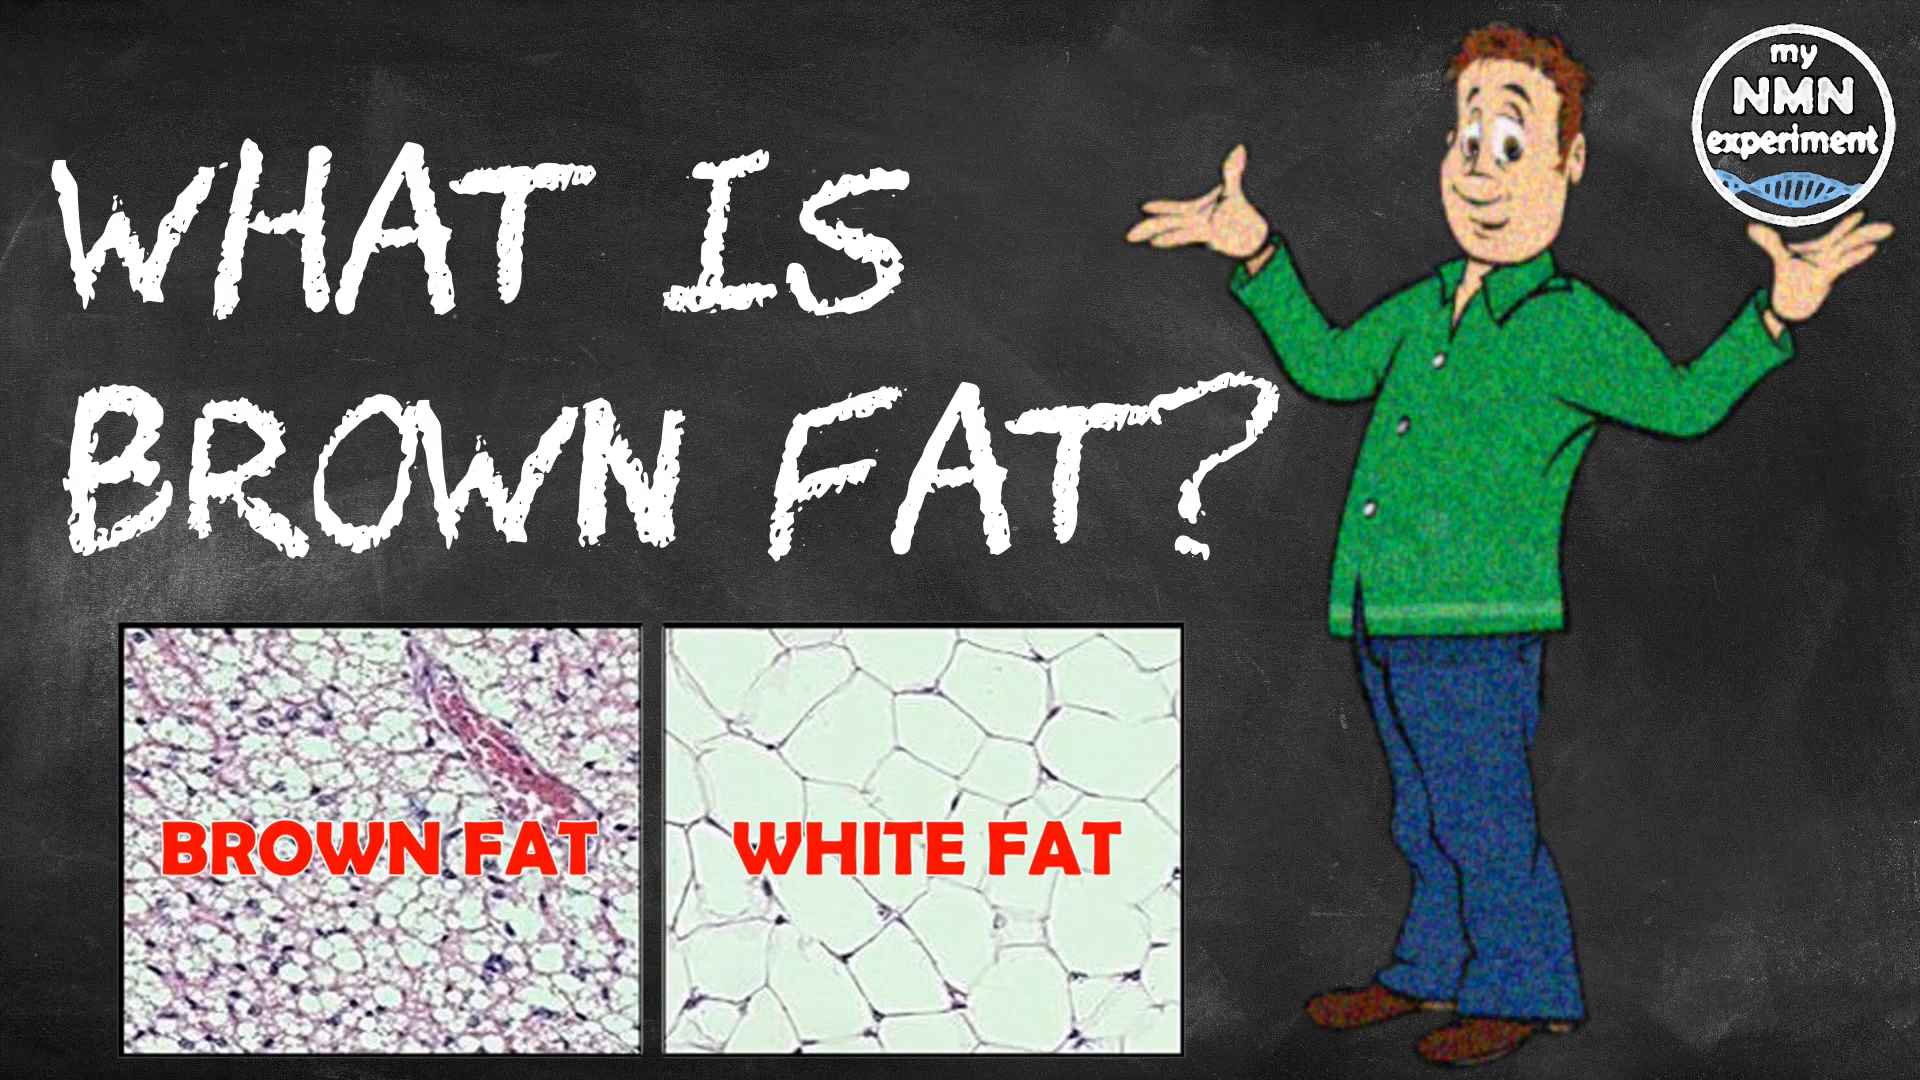 my
NMN
experiment
WHAT IS
BROWN FAT?
BROWN FAT
WHITE FAT